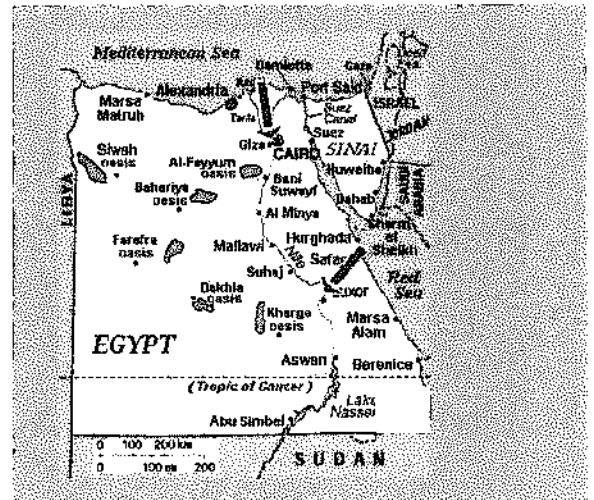 Mediterranean Sea
Damietta
Gaza
Alexandria
Port Said
Marsa
Matruh
ISRAEL
Tanta
Suez
Canal
JORDAN
Giza
Suez
CAIRO
SINAI
Siwah
oasis
Al-Fayyum
oasis
Nuweiba
Bani
Suwayf
Dahab
SAUDI
ARABIA
LIBYA
Bahariya
oasis
Al Minya
Sharm
el
Sheikh
Hurghada
Farafra
oasis
Mallawi
Nile
Suhaj
Red
Sea
Dakhla
oasis
Luxor
Kharga
oasis
Marsa
Alam
EGYPT
Aswan
Berenice
(Tropic of Cancer)
Lake
Nasser
Abu Simbel
0 100 200 km
0 100 mi 200
SUDAN